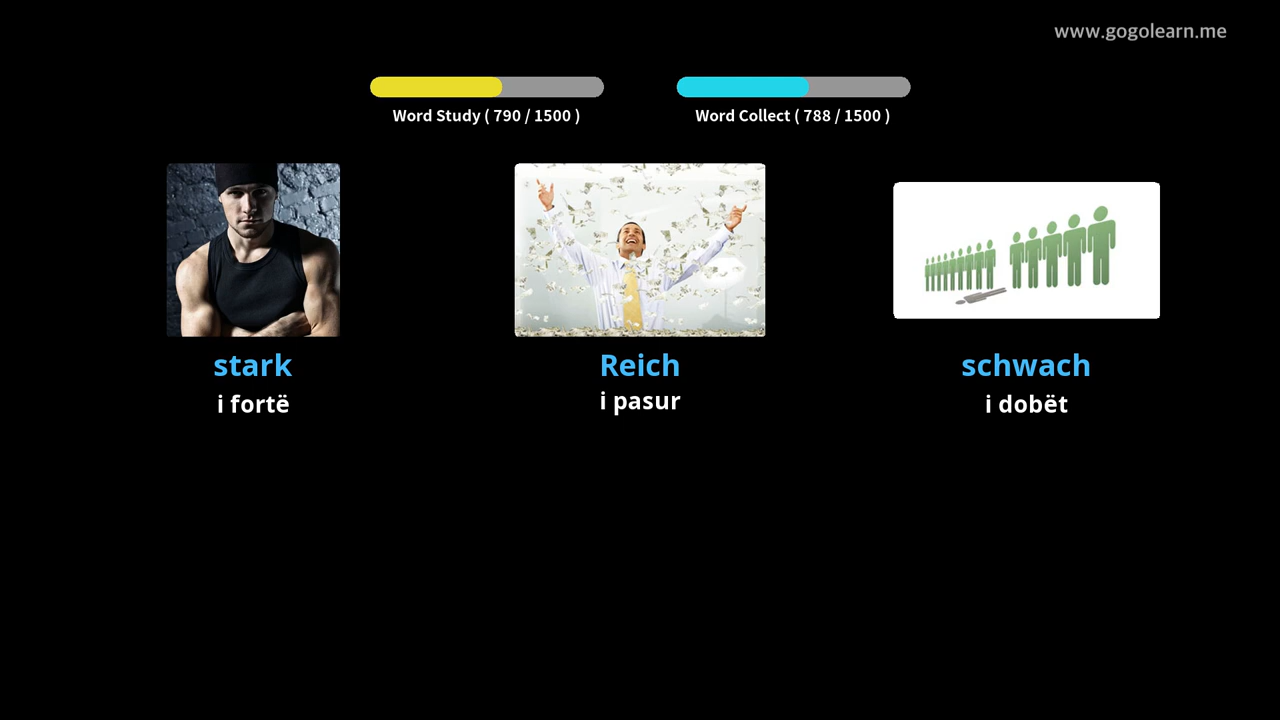 www.gogolearn.me
Word Study ( 790 / 1500 )
Word Collect ( 788 / 1500 )
stark
Reich
schwach
i fortë
i pasur
i dobët